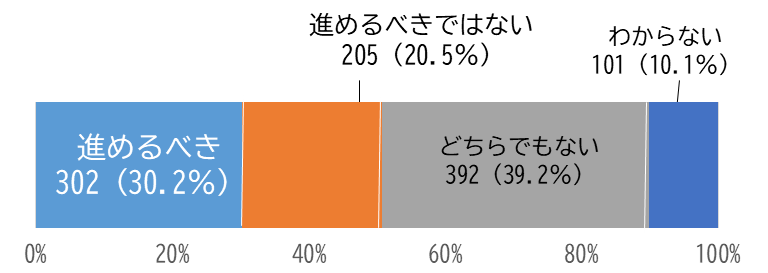 進めるべきではない
205（20.5%）
わからない
101（10.1%）
進めるべき
302（30.2%）
どちらでもない
392（39.2%）
0% 20% 40% 60% 80% 100%